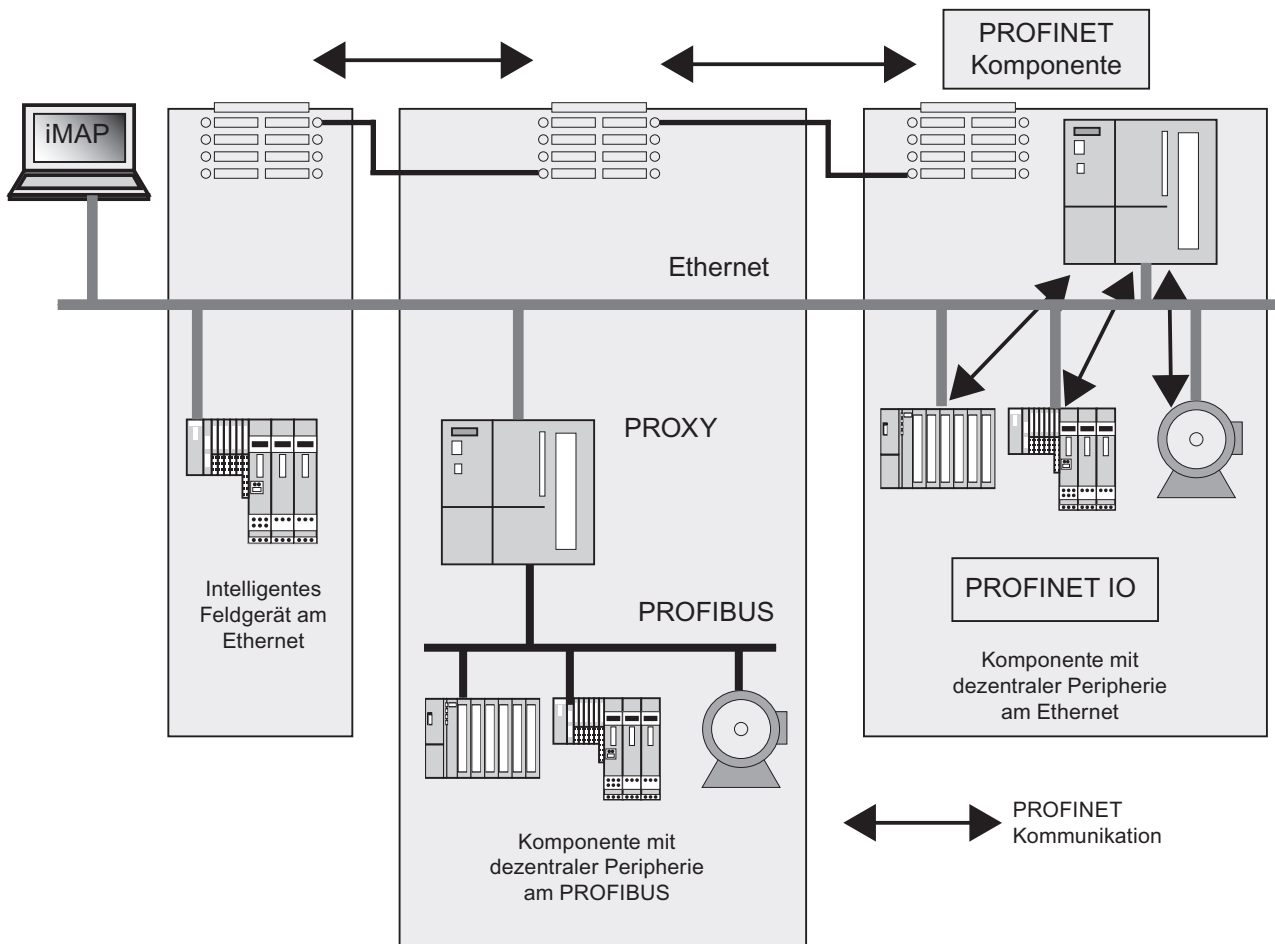 PROFINET
Komponente
iMAP
Ethernet
PROXY
Intelligentes
Feldgerät am
Ethernet
PROFIBUS
PROFINET IO
Komponente mit
dezentraler Peripherie
am Ethernet
PROFINET
Kommunikation
Komponente mit
dezentraler Peripherie
am PROFIBUS